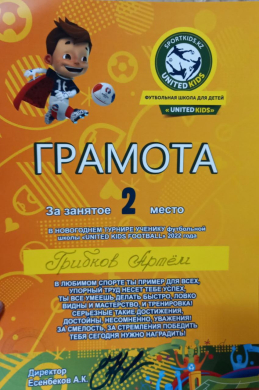 SPORTKIDS.KZ
UNITED KIDS
ФУТБОЛЬНАЯ ШКОЛА ДЛЯ ДЕТЕЙ
«UNITED KIDS»
ГРАМОТА
За занятое 2 место
В НОВОГОДНЕМ ТУРНИРЕ УЧЕНИКУ футбольной
школы «UNITED KIDS FOOTBALL» 2022 года
Грибков Артём
В ЛЮБИМОМ СПОРТЕ ТЫ ПРИМЕР ДЛЯ ВСЕХ,
УПОРНЫЙ ТРУД НЕСЕТ ТЕБЕ УСПЕХ,
ТЫ ВСЕ УМЕЕШЬ ДЕЛАТЬ БЫСТРО, ЛОВКО
ВИДНЫ И МАСТЕРСТВО И ТРЕНИРОВКА!
СЕРЬЕЗНЫЕ ТАКИЕ ДОСТИЖЕНИЯ,
ДОСТОЙНЫ, НЕСОМНЕННО, УВАЖЕНИЯ!
ЗА СМЕЛОСТЬ, ЗА СТРЕМЛЕНИЯ ПОБЕДИТЬ
ТЕБЯ СЕГОДНЯ НУЖНО НАГРАДИТЬ!
Директор
Есенбеков А.К.